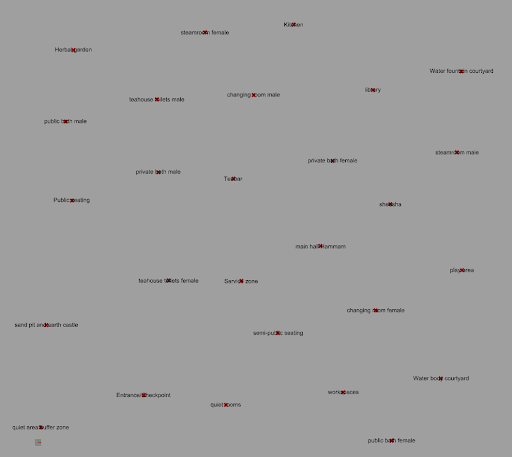 Kitchen
steamroom female
Herbal garden
Water fountain courtyard
library
changing room male
teahouse toilets male
public bath male
steamroom male
private bath female
private bath male
Tea bar
Public seating
sheesha
main hall hammam
play area
teahouse toilets female
Service zone
changing room female
sand pit and earth castle
semi-public seating
Water body courtyard
workspaces
Entrance/checkpoint
quiet rooms
quiet area/buffer zone
public bath female